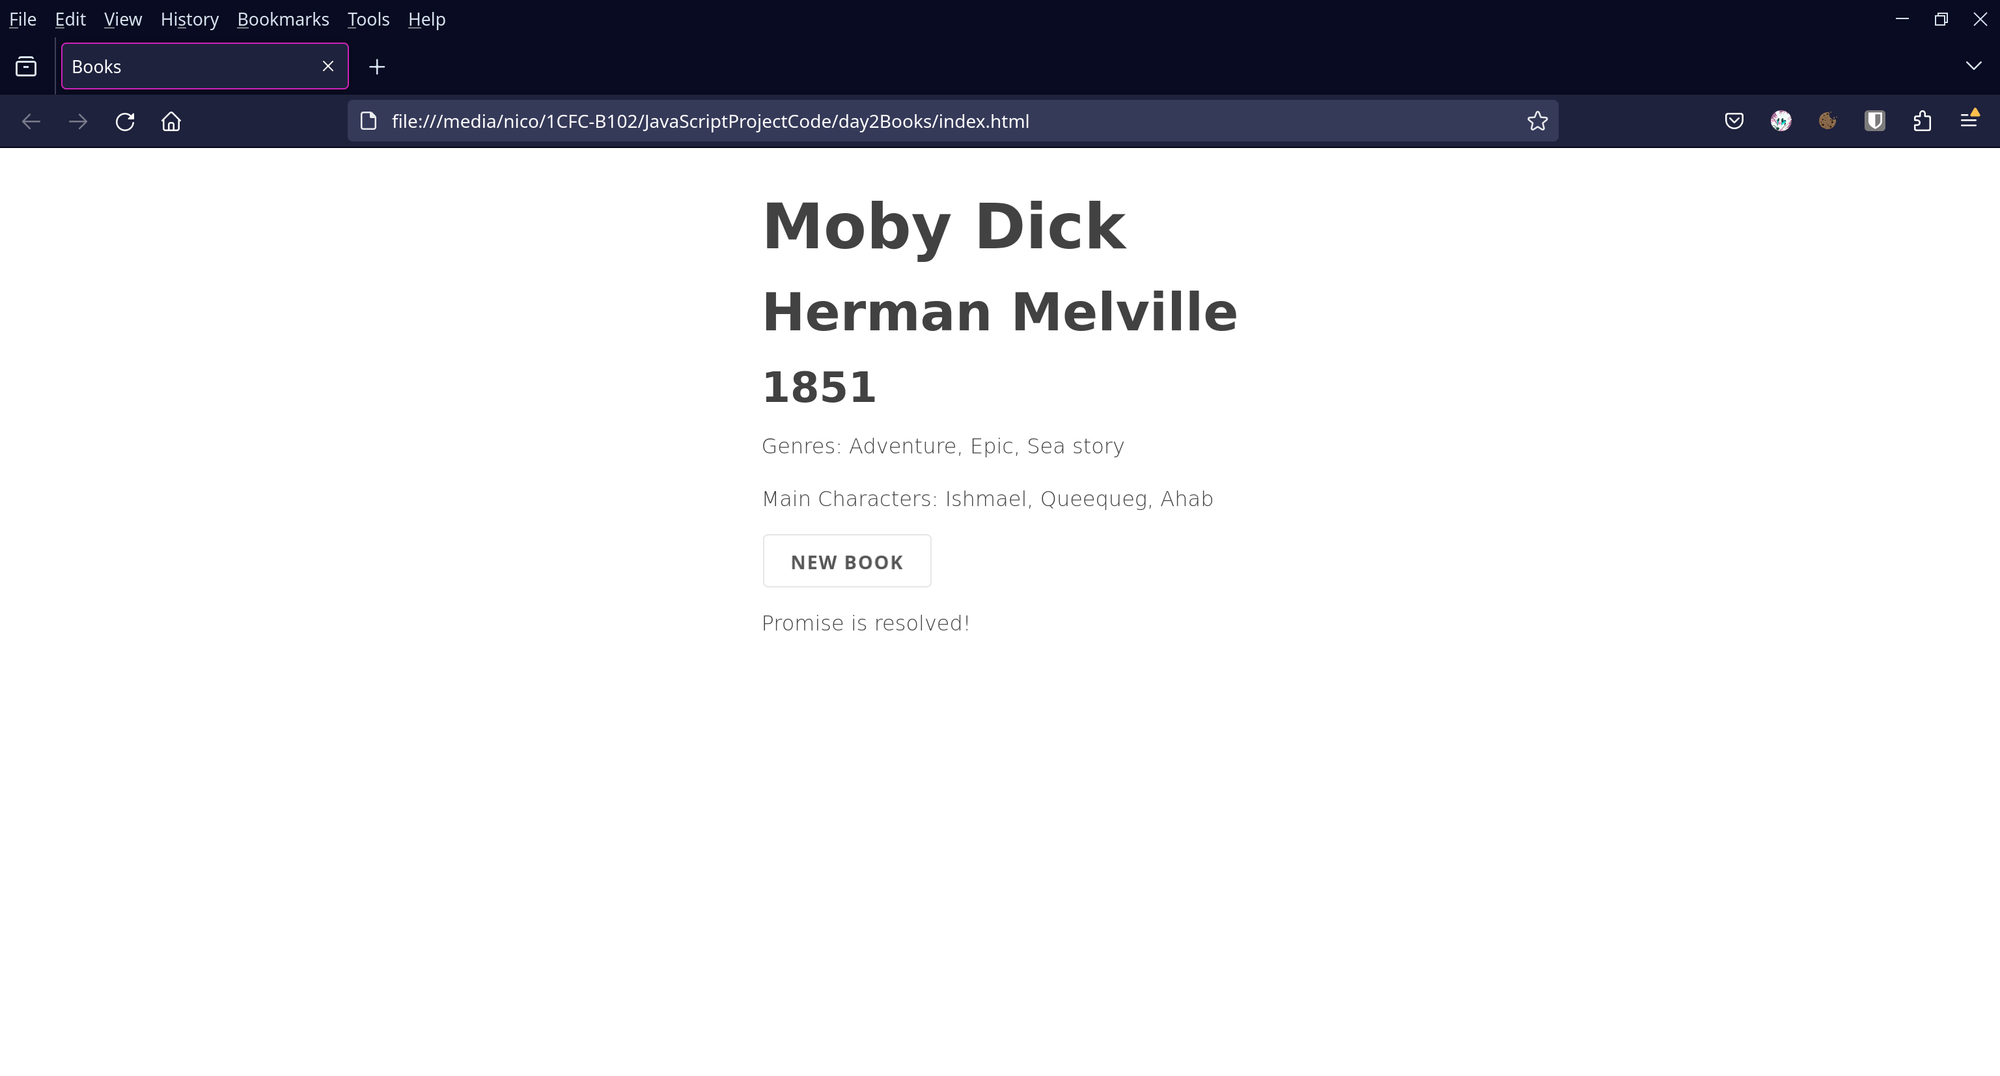 File Edit View History Bookmarks Tools Help
Books
file:///media/nico/1CFC-B102/JavaScriptProjectCode/day2Books/index.html
Moby Dick
Herman Melville
1851
Genres: Adventure, Epic, Sea story
Main Characters: Ishmael, Queequeg, Ahab
NEW BOOK
Promise is resolved!